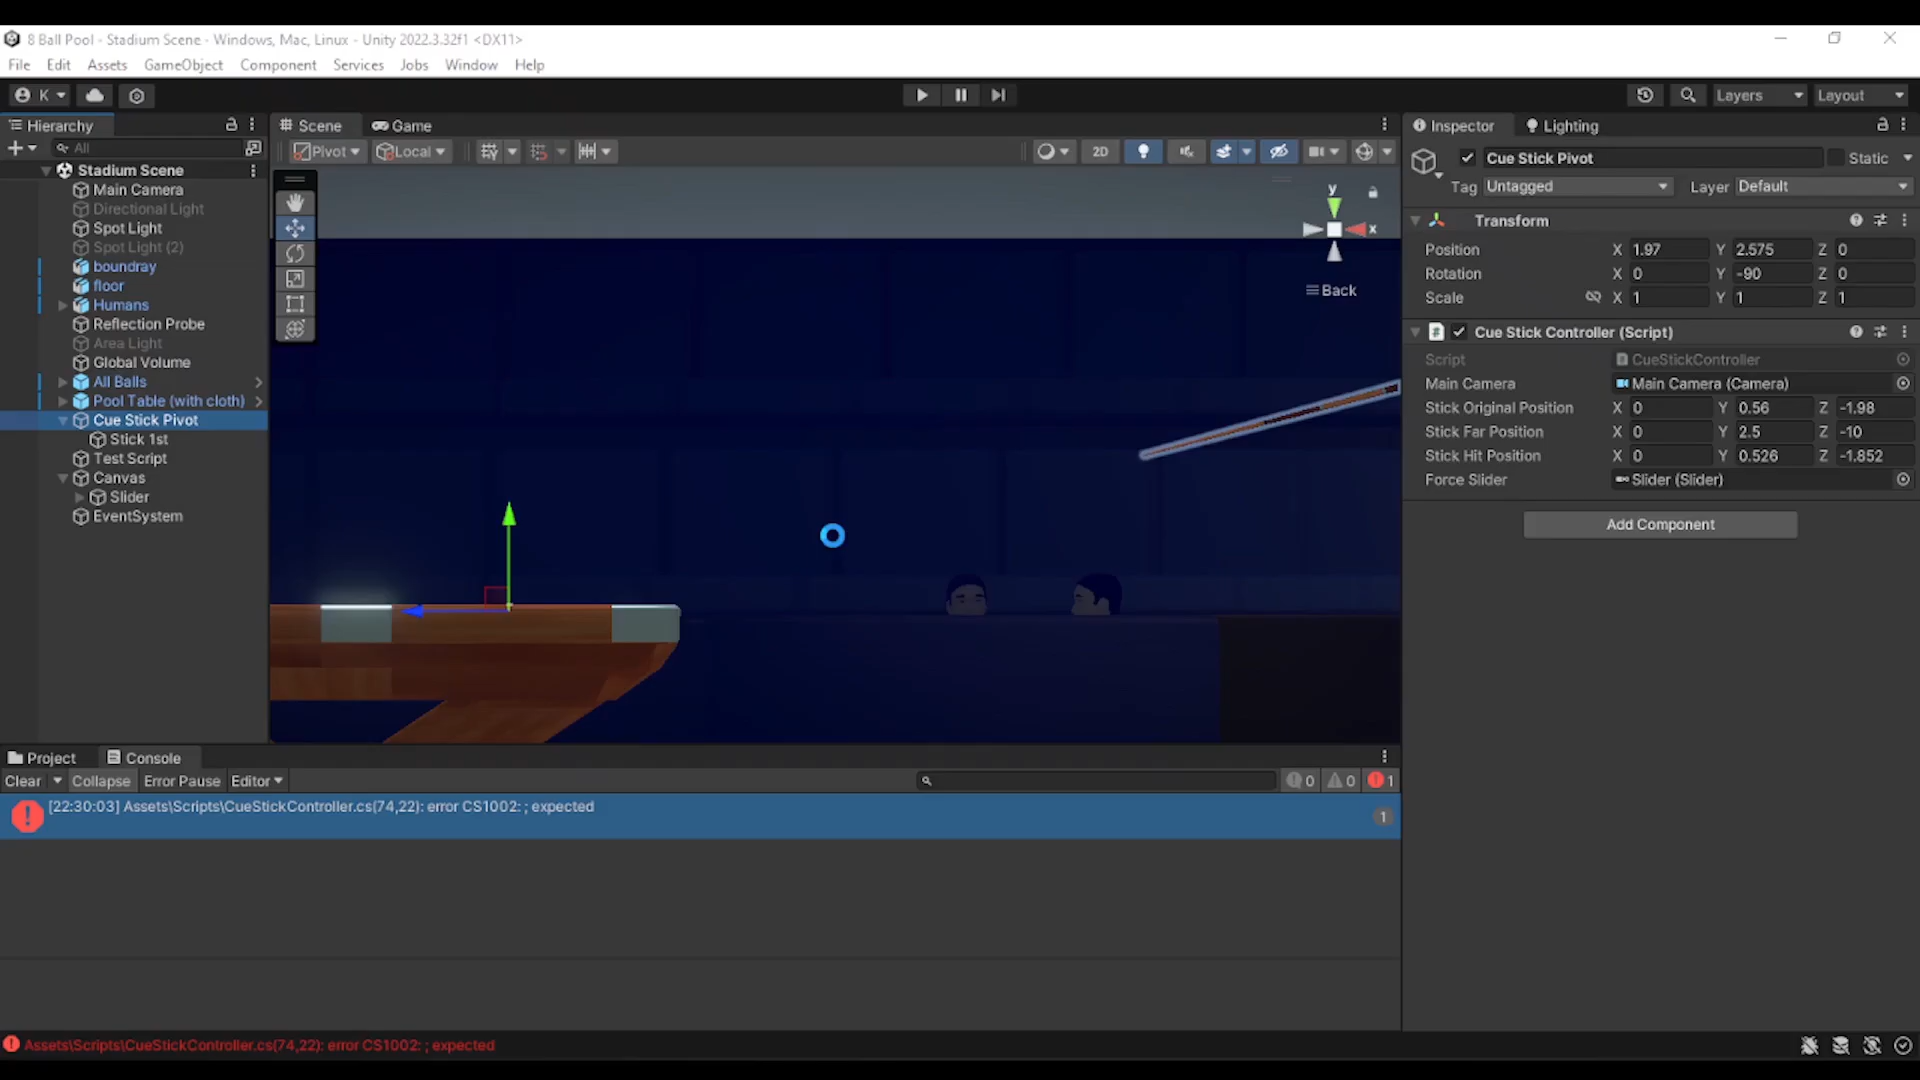 8 Ball Pool - Stadium Scene - Windows, Mac, Linux - Unity 2022.3.32f1 <DX11>
File Edit Assets GameObject Component Services Jobs Window Help
K Layers Layout
Hierarchy
All
Stadium Scene
Main Camera
Directional Light
Spot Light
Spot Light (2)
boundray
floor
Humans
Reflection Probe
Area Light
Global Volume
All Balls
Pool Table (with cloth)
Cue Stick Pivot
Stick 1st
Test Script
Canvas
Slider
EventSystem
Scene Game
Pivot Local 2D
y
x
Back
Inspector Lighting
Cue Stick Pivot Static
Tag Untagged Layer Default
Transform
Position X 1.97 Y 2.575 Z 0
Rotation X 0 Y -90 Z 0
Scale X 1 Y 1 Z 1
# Cue Stick Controller (Script)
Script CueStickController
Main Camera Main Camera (Camera)
Stick Original Position X 0 Y 0.56 Z -1.98
Stick Far Position X 0 Y 2.5 Z -10
Stick Hit Position X 0 Y 0.526 Z -1.852
Force Slider Slider (Slider)
Add Component
Project Console
Clear Collapse Error Pause Editor 0 0 1
[22:30:03] Assets\Scripts\CueStickController.cs(74,22): error CS1002: ; expected
1
Assets\Scripts\CueStickController.cs(74,22): error CS1002: ; expected